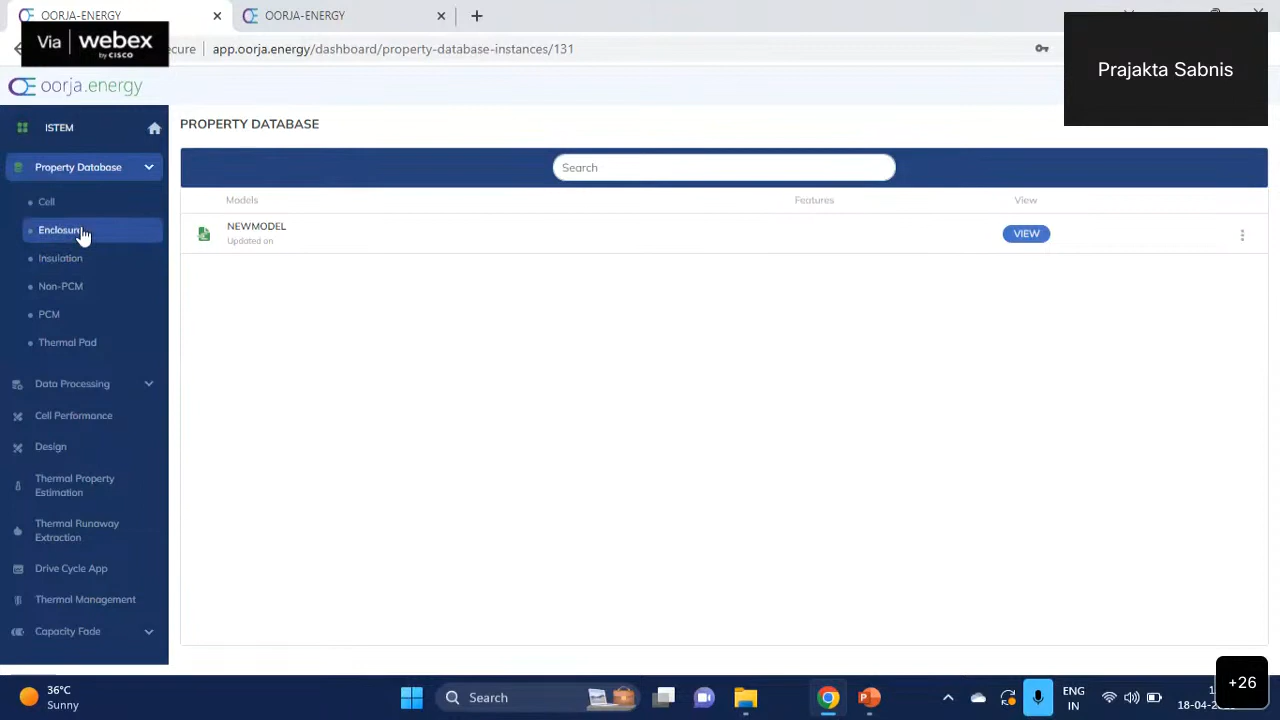 OORJA-ENERGY
OORJA-ENERGY
Via webex
by CISCO
ecure app.oorja.energy/dashboard/property-database-instances/131
Prajakta Sabnis
oorja.energy
ISTEM
PROPERTY DATABASE
Property Database
Search
Cell
Models Features View
Enclosure
NEWMODEL
Updated on
VIEW
Insulation
Non-PCM
PCM
Thermal Pad
Data Processing
Cell Performance
Design
Thermal Property
Estimation
Thermal Runaway
Extraction
Drive Cycle App
Thermal Management
Capacity Fade
+26
36°C
Sunny
Search
ENG
IN
18-04-2